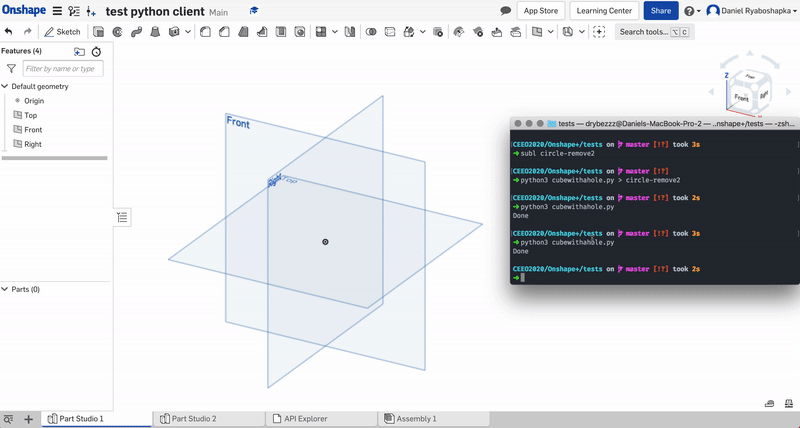 Onshape
test python client Main
App Store
Learning Center
Share
Daniel Ryaboshapka
Sketch
Search tools... ⌥ C
Features (4)
Filter by name or type
Default geometry
Origin
Top
Front
Right
Parts (0)
Front
Z
Front
tests — drybezzz@Daniels-MacBook-Pro-2 — ..nshape+/tests — -zsh...
CEEO2020/Onshape+/tests on master [!?] took 3s
→ subl circle-remove2
CEEO2020/Onshape+/tests on master [!?]
→ python3 cubewithahole.py > circle-remove2
CEEO2020/Onshape+/tests on master [!?] took 2s
→ python3 cubewithahole.py
Done
CEEO2020/Onshape+/tests on master [!?] took 3s
→ python3 cubewithahole.py
Done
CEEO2020/Onshape+/tests on master [!?] took 2s
→
Part Studio 1
Part Studio 2
API Explorer
Assembly 1